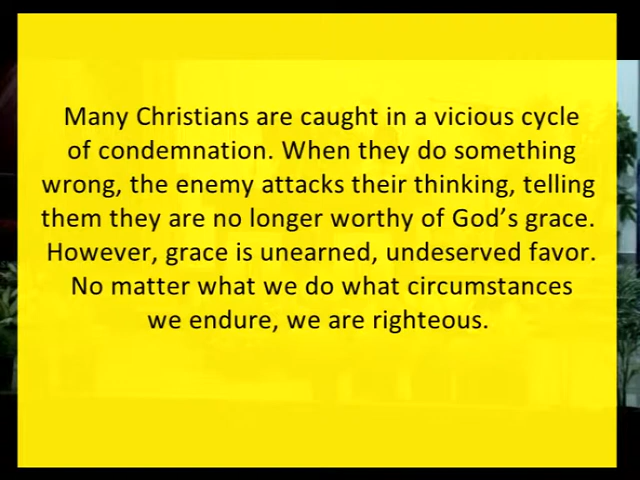 Many Christians are caught in a vicious cycle
of condemnation. When they do something
wrong, the enemy attacks their thinking, telling
them they are no longer worthy of God’s grace.
However, grace is unearned, undeserved favor.
No matter what we do what circumstances
we endure, we are righteous.